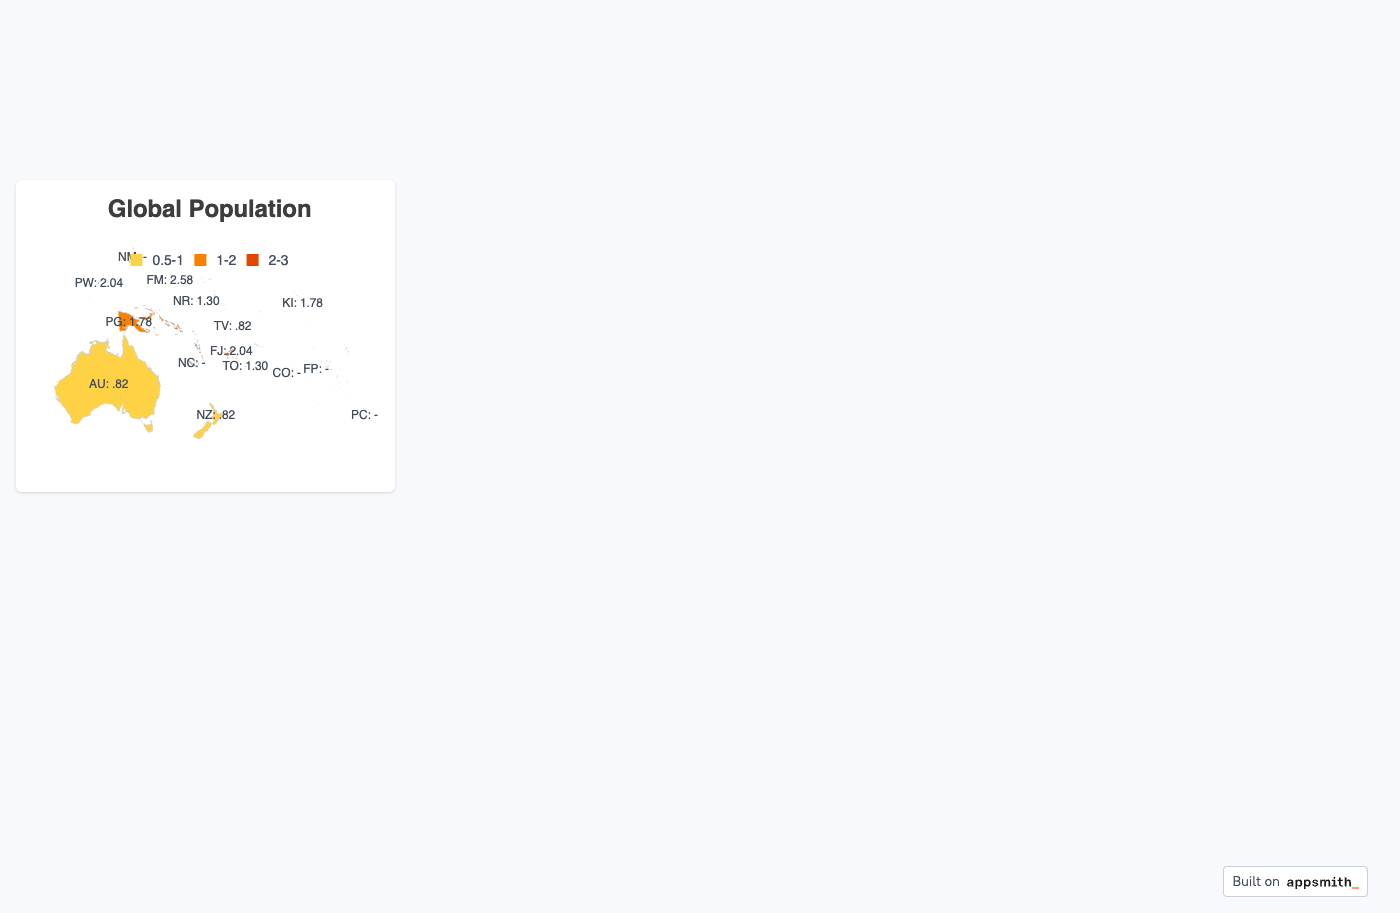 Global Population
NM: -
0.5-1
1-2
2-3
PW: 2.04
FM: 2.58
NR: 1.30
KI: 1.78
PG: 1.78
TV: .82
FJ: 2.04
NC: -
TO: 1.30
CO: -
FP: -
AU: .82
NZ: .82
PC: -
Built on appsmith_